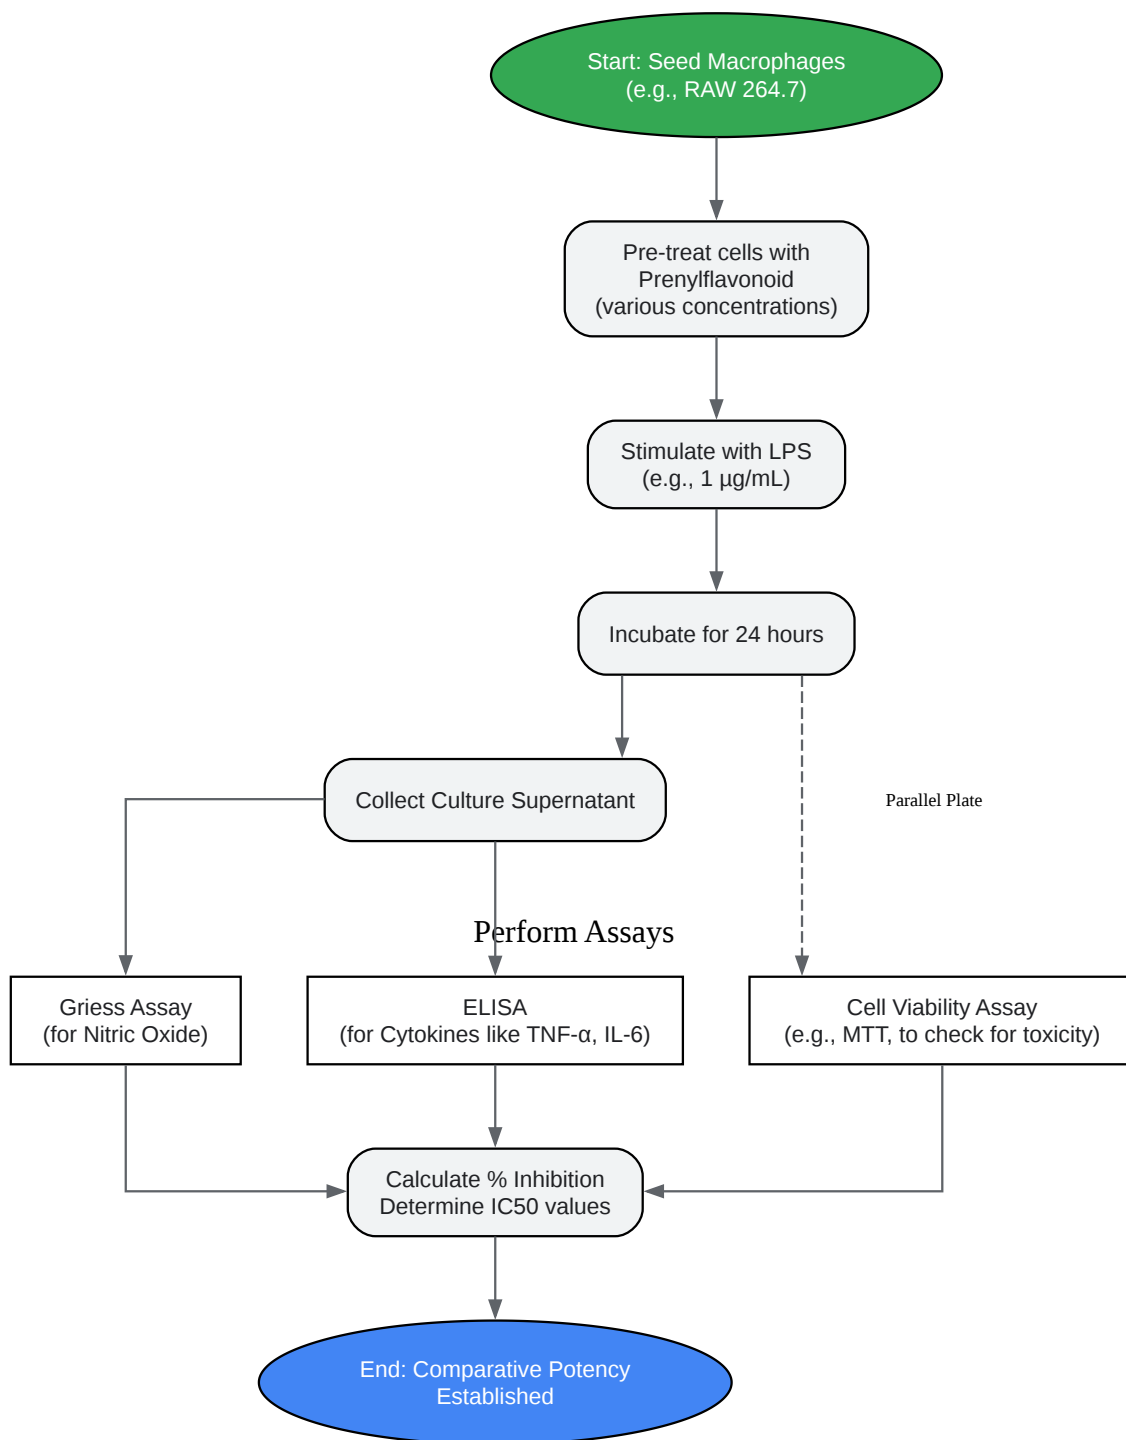 Start: Seed Macrophages
(e.g., RAW 264.7)
Pre-treat cells with
Prenylflavonoid
(various concentrations)
Stimulate with LPS
(e.g., 1 µg/mL)
Incubate for 24 hours
Collect Culture Supernatant
Parallel Plate
Perform Assays
Griess Assay
(for Nitric Oxide)
ELISA
(for Cytokines like TNF-α, IL-6)
Cell Viability Assay
(e.g., MTT, to check for toxicity)
Calculate % Inhibition
Determine IC50 values
End: Comparative Potency
Established